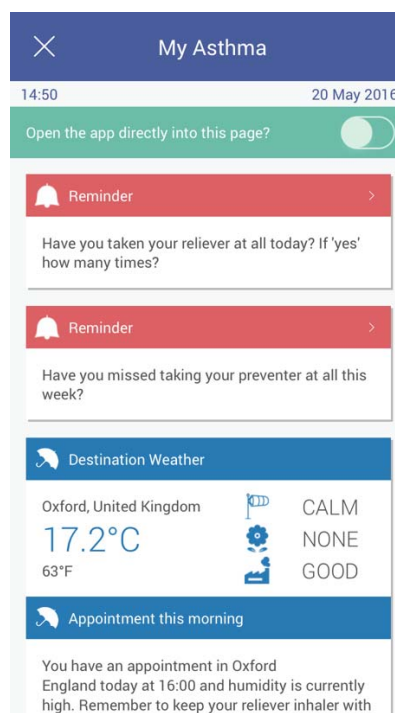 My Asthma
14:50 20 May 2016
Open the app directly into this page?
Reminder
Have you taken your reliever at all today? If 'yes'
how many times?
Reminder
Have you missed taking your preventer at all this
week?
Destination Weather
Oxford, United Kingdom
CALM
17.2°C
NONE
63°F
GOOD
Appointment this morning
You have an appointment in Oxford
England today at 16:00 and humidity is currently
high. Remember to keep your reliever inhaler with